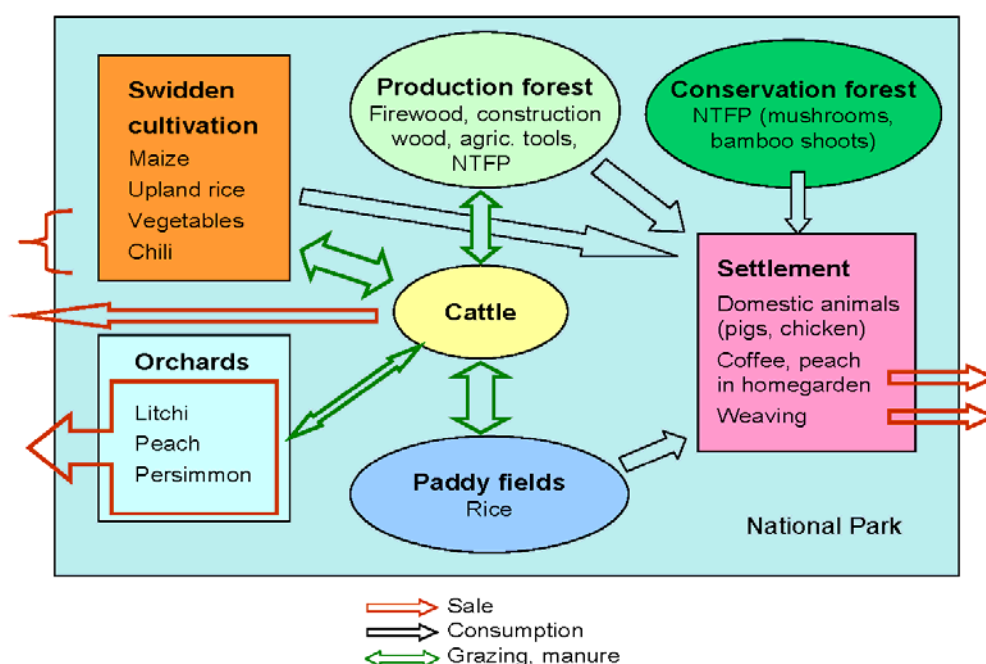 Swidden
cultivation
Maize
Upland rice
Vegetables
Chili
Production forest
Firewood, construction
wood, agric. tools,
NTFP
Conservation forest
NTFP (mushrooms,
bamboo shoots)
Cattle
Settlement
Domestic animals
(pigs, chicken)
Coffee, peach
in homegarden
Weaving
Orchards
Litchi
Peach
Persimmon
Paddy fields
Rice
National Park
Sale
Consumption
Grazing, manure